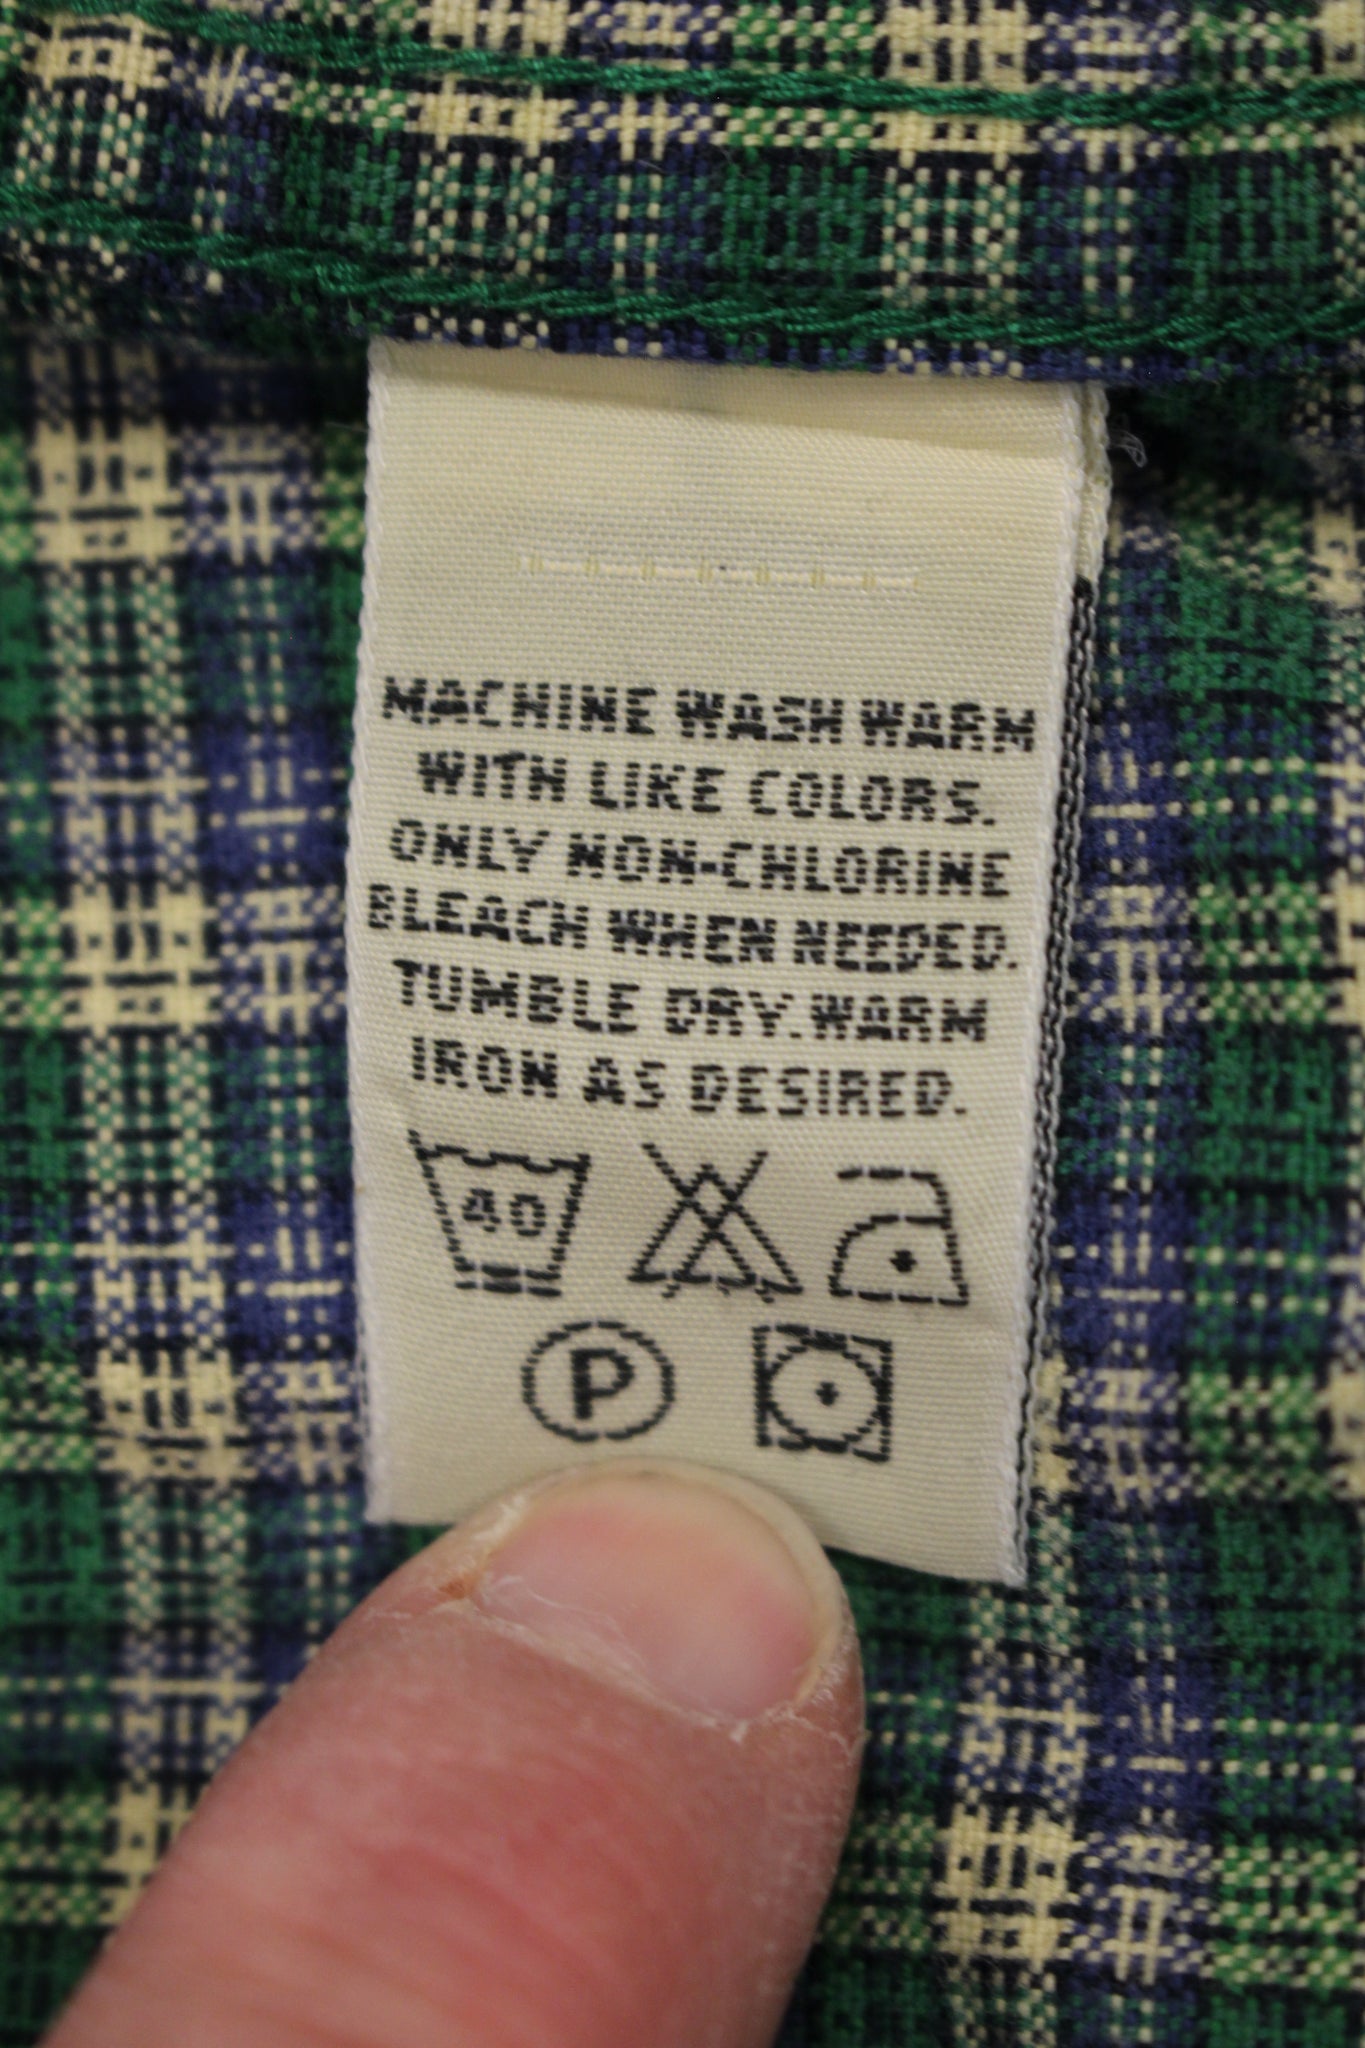 MACHINE WASH WARM
WITH LIKE COLORS.
ONLY NON-CHLORINE
BLEACH WHEN NEEDED.
TUMBLE DRY. WARM
IRON AS DESIRED.
40
P